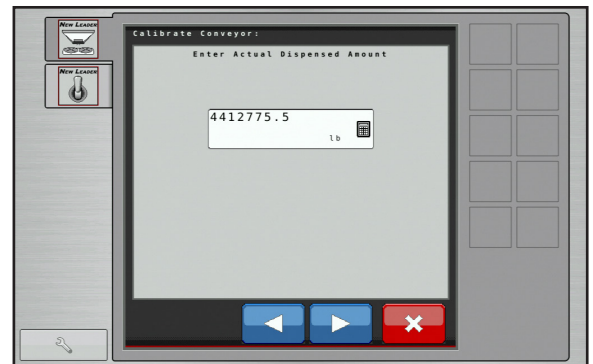 NEW LEADER
NEW LEADER
Calibrate Conveyor:
Enter Actual Dispensed Amount
4412775.5
lb